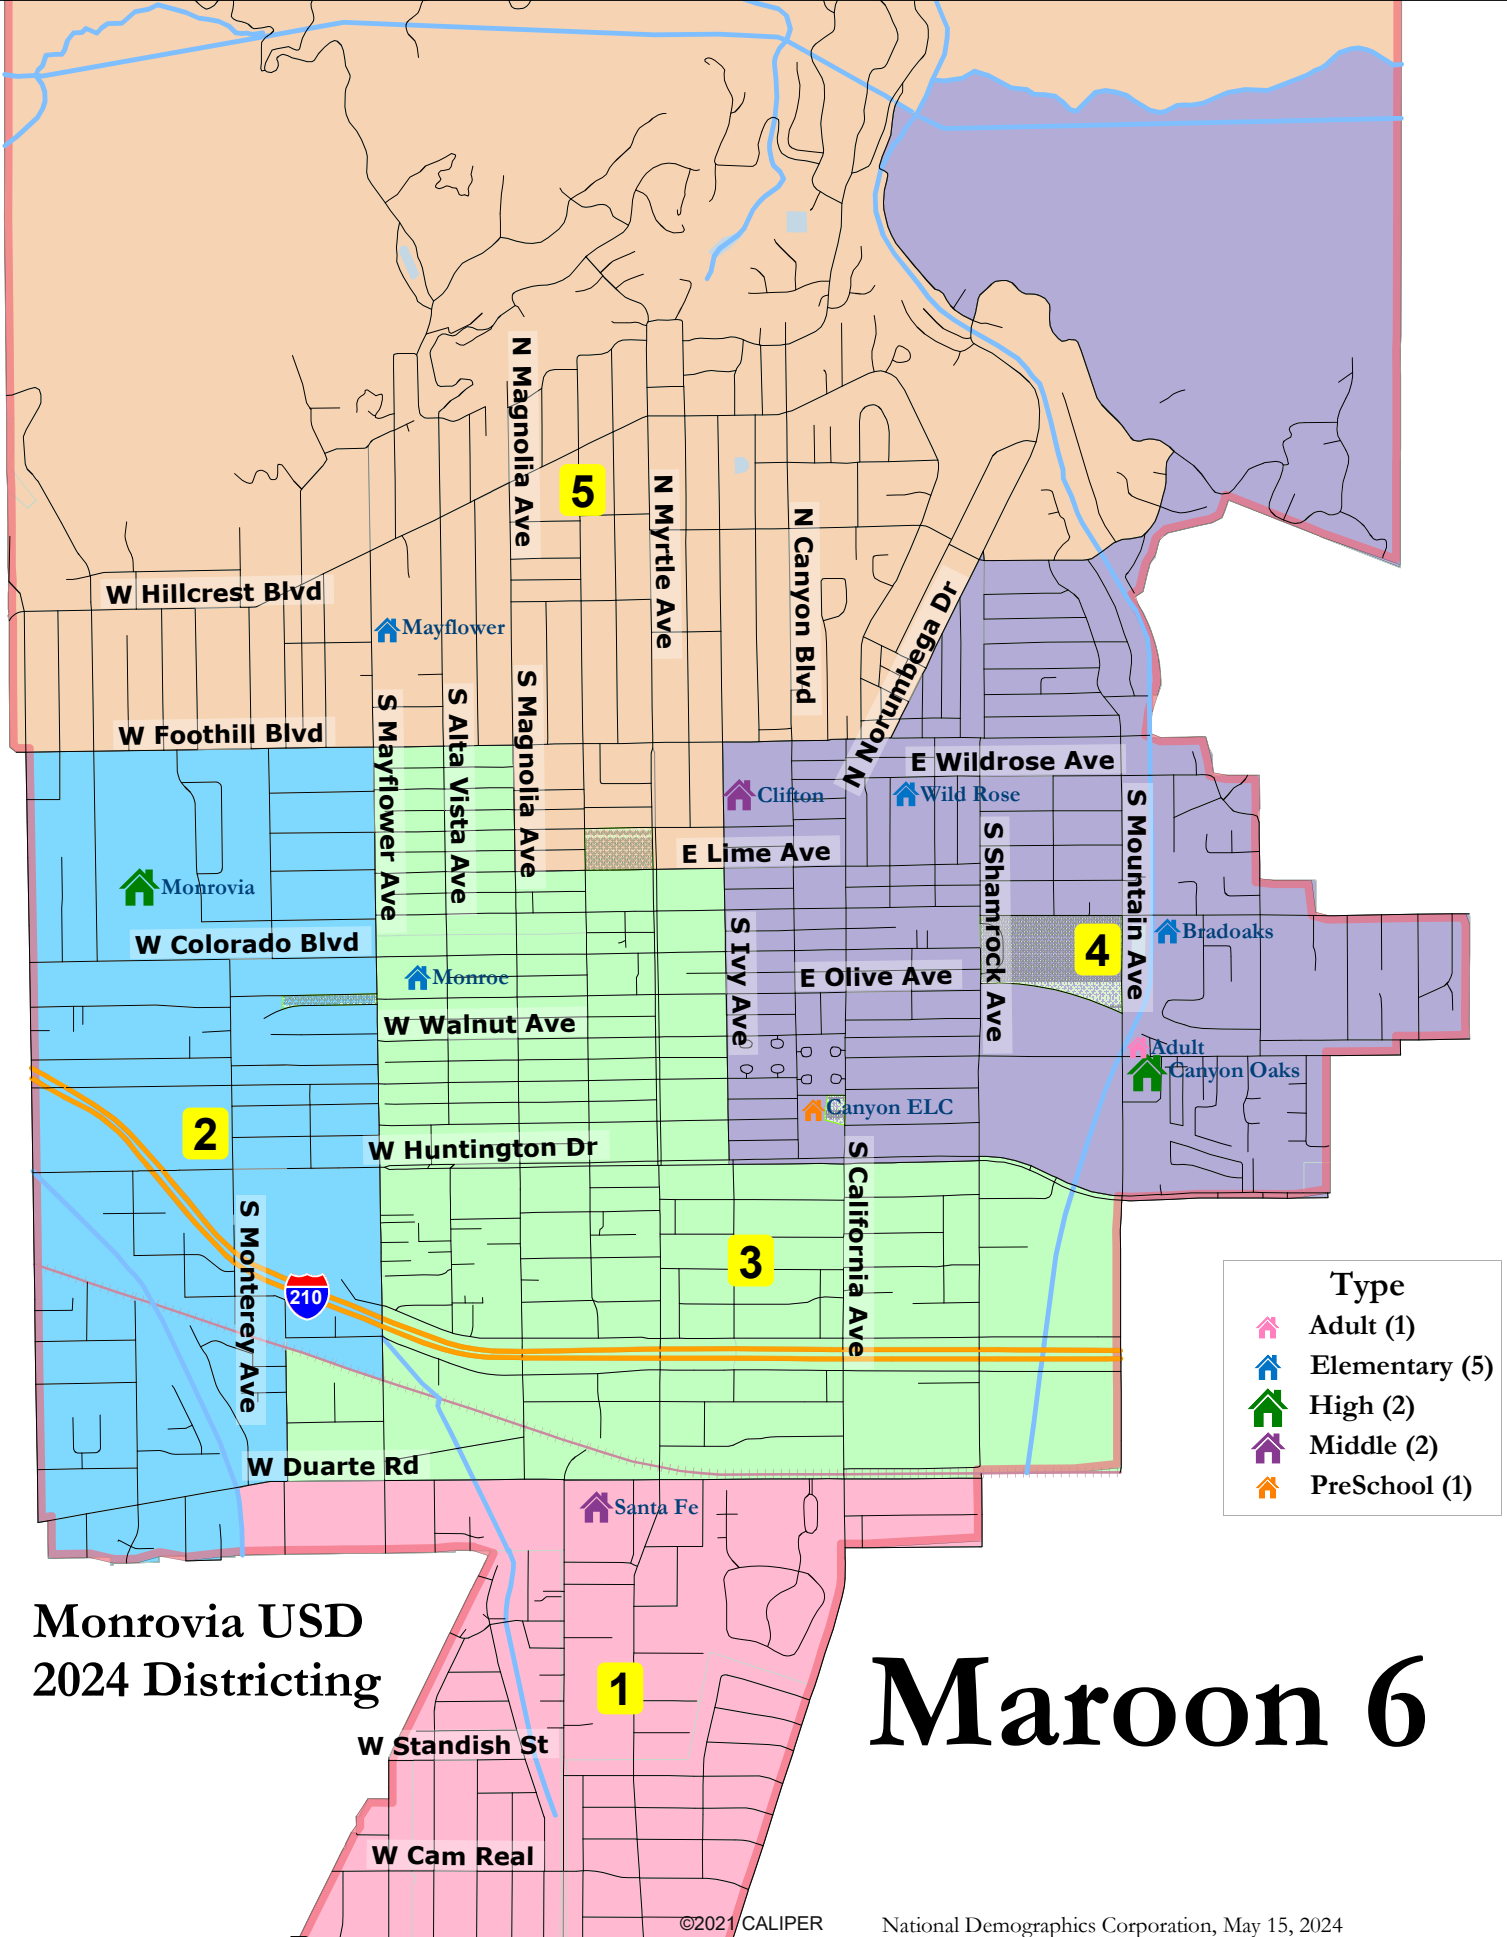 N Magnolia Ave
5
N Myrtle Ave
N Canyon Blvd
W Hillcrest Blvd
Mayflower
N Norumbega Dr
W Foothill Blvd
S Mayflower Ave
S Alta Vista Ave
S Magnolia Ave
E Wildrose Ave
Clifton
Wild Rose
S Mountain Ave
S Shamrock Ave
E Lime Ave
Monrovia
W Colorado Blvd
S Ivy Ave
4
Bradoaks
Monroe
E Olive Ave
W Walnut Ave
Adult
Canyon Oaks
Canyon ELC
2
W Huntington Dr
S California Ave
S Monterey Ave
3
210
W Duarte Rd
Santa Fe
Type
Adult (1)
Elementary (5)
High (2)
Middle (2)
PreSchool (1)
Monrovia USD
2024 Districting
1
Maroon 6
W Standish St
W Cam Real
©2021 CALIPER
National Demographics Corporation, May 15, 2024